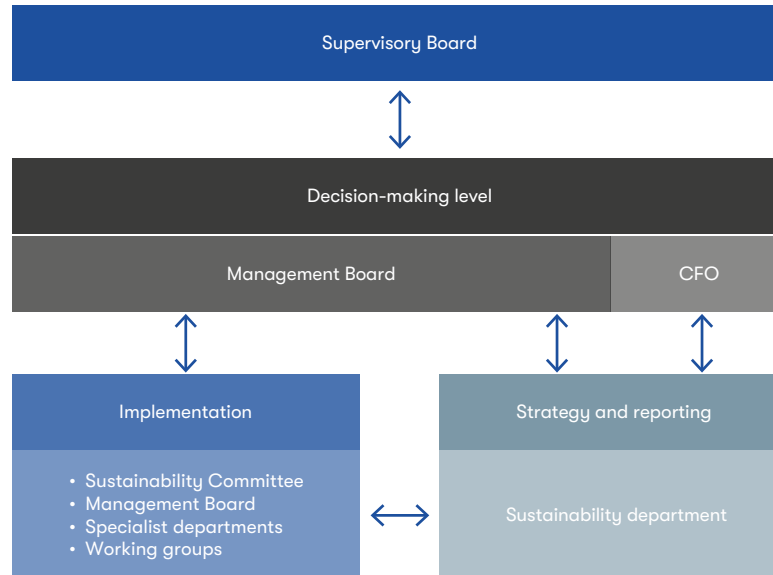 Supervisory Board
Decision-making level
Management Board
CFO
Implementation
• Sustainability Committee
• Management Board
• Specialist departments
• Working groups
Strategy and reporting
Sustainability department